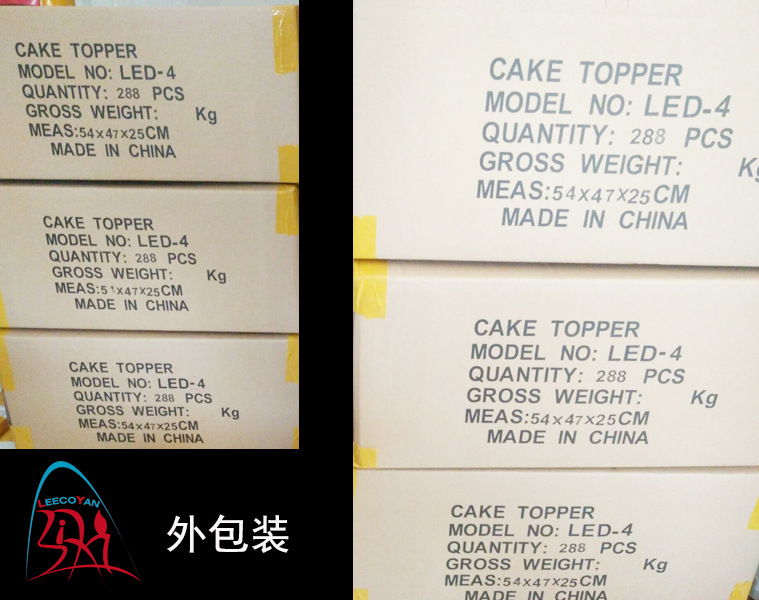 CAKE TOPPER
MODEL NO: LED-4
QUANTITY: 288 PCS
GROSS WEIGHT: Kg
MEAS:54x47x25CM
MADE IN CHINA
CAKE TOPPER
MODEL NO: LED-4
QUANTITY: 288 PCS
GROSS WEIGHT: Kg
MEAS:51x47x25CM
MADE IN CHINA
CAKE TOPPER
MODEL NO: LED-4
QUANTITY: 288 PCS
GROSS WEIGHT: Kg
MEAS:54x47x25CM
MADE IN CHINA
LEECOYAN
外包装
CAKE TOPPER
MODEL NO: LED-4
QUANTITY: 288 PCS
GROSS WEIGHT: Kg
MEAS:54x47x25CM
MADE IN CHINA
CAKE TOPPER
MODEL NO: LED-4
QUANTITY: 288 PCS
GROSS WEIGHT: Kg
MEAS:54x47x25CM
MADE IN CHINA
CAKE TOPPER
MODEL NO: LED-4
QUANTITY: 288 PCS
GROSS WEIGHT: Kg
MEAS:54x47x25CM
MADE IN CHINA